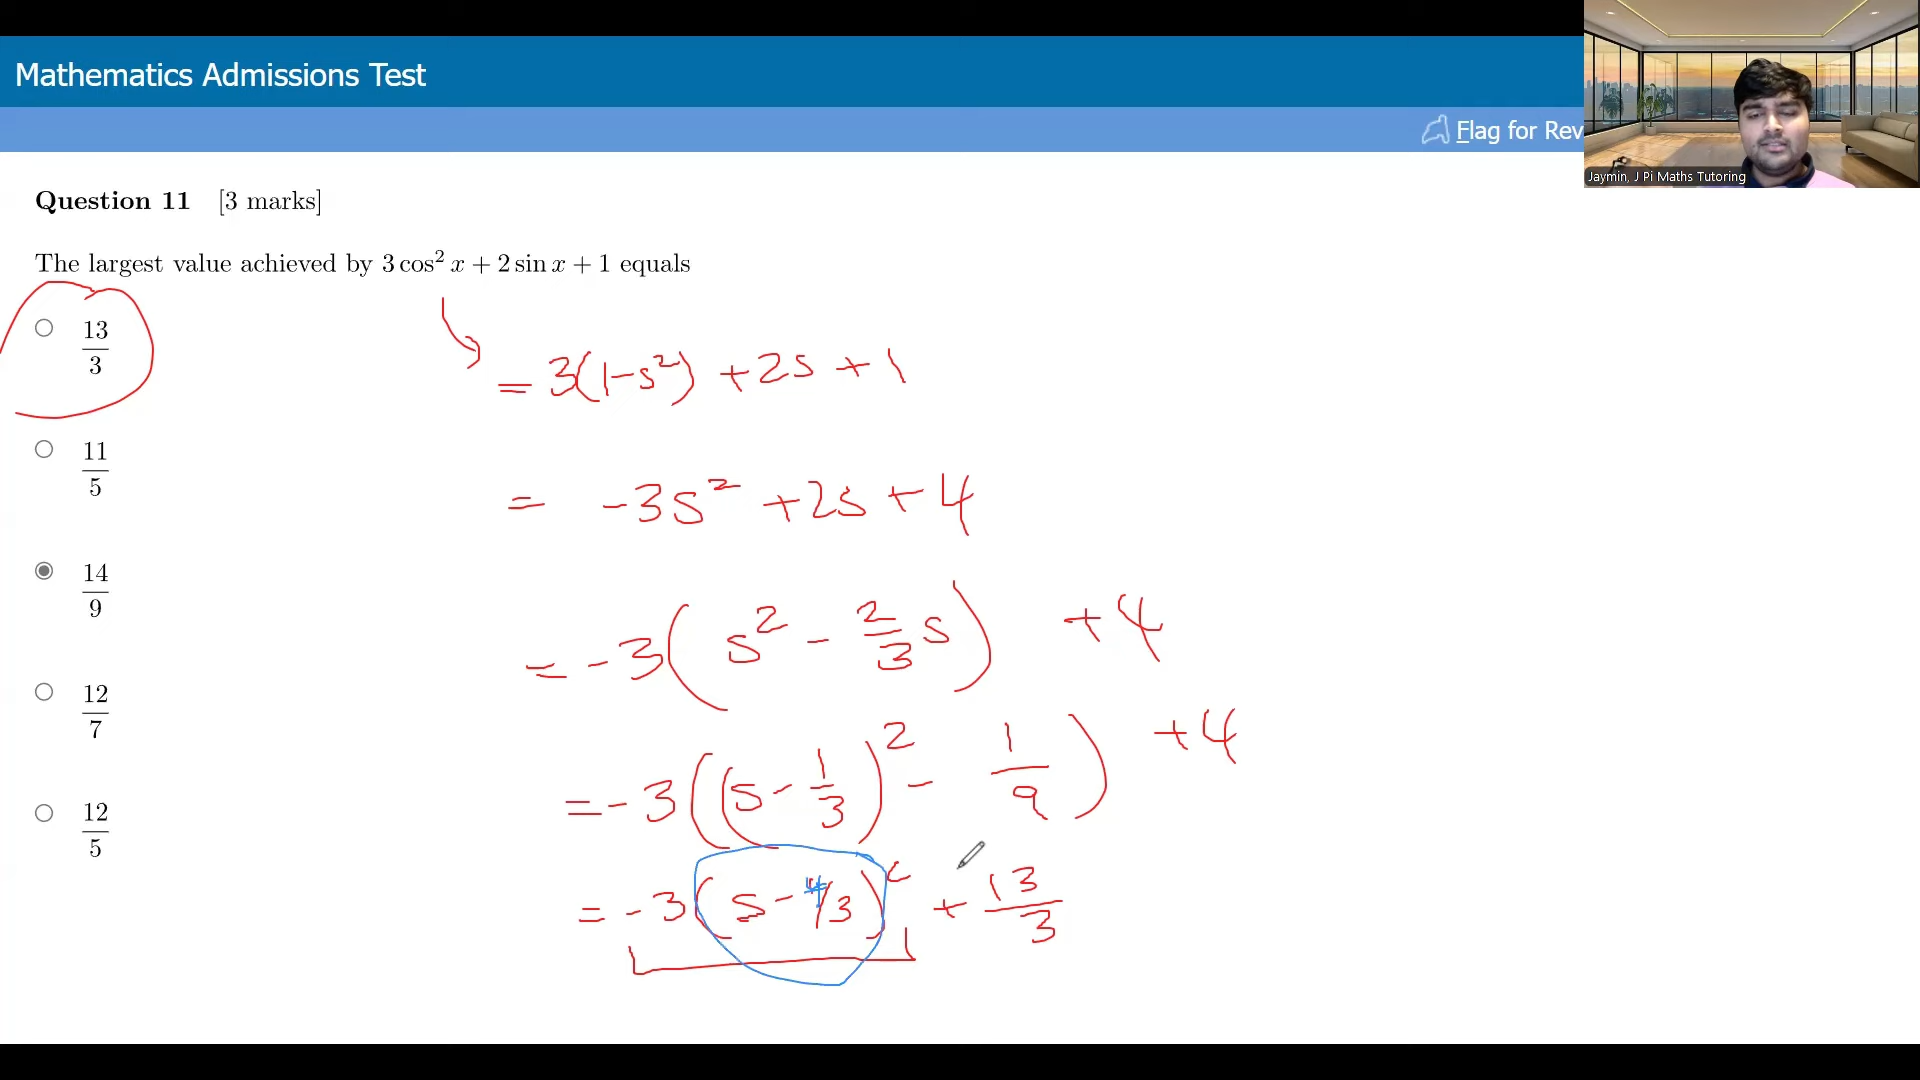 Mathematics Admissions Test
Flag for Rev
Jaymin, J Pi Maths Tutoring
Question 11 [3 marks]
The largest value achieved by 3 cos² x + 2 sin x + 1 equals
13/3
11/5
14/9
12/7
12/5
= 3(1-s²) + 2s + 1
= -3s² + 2s + 4
= -3(s² - 2/3 s) + 4
= -3((s - 1/3)² - 1/9) + 4
= -3(s - /3)² + 13/3